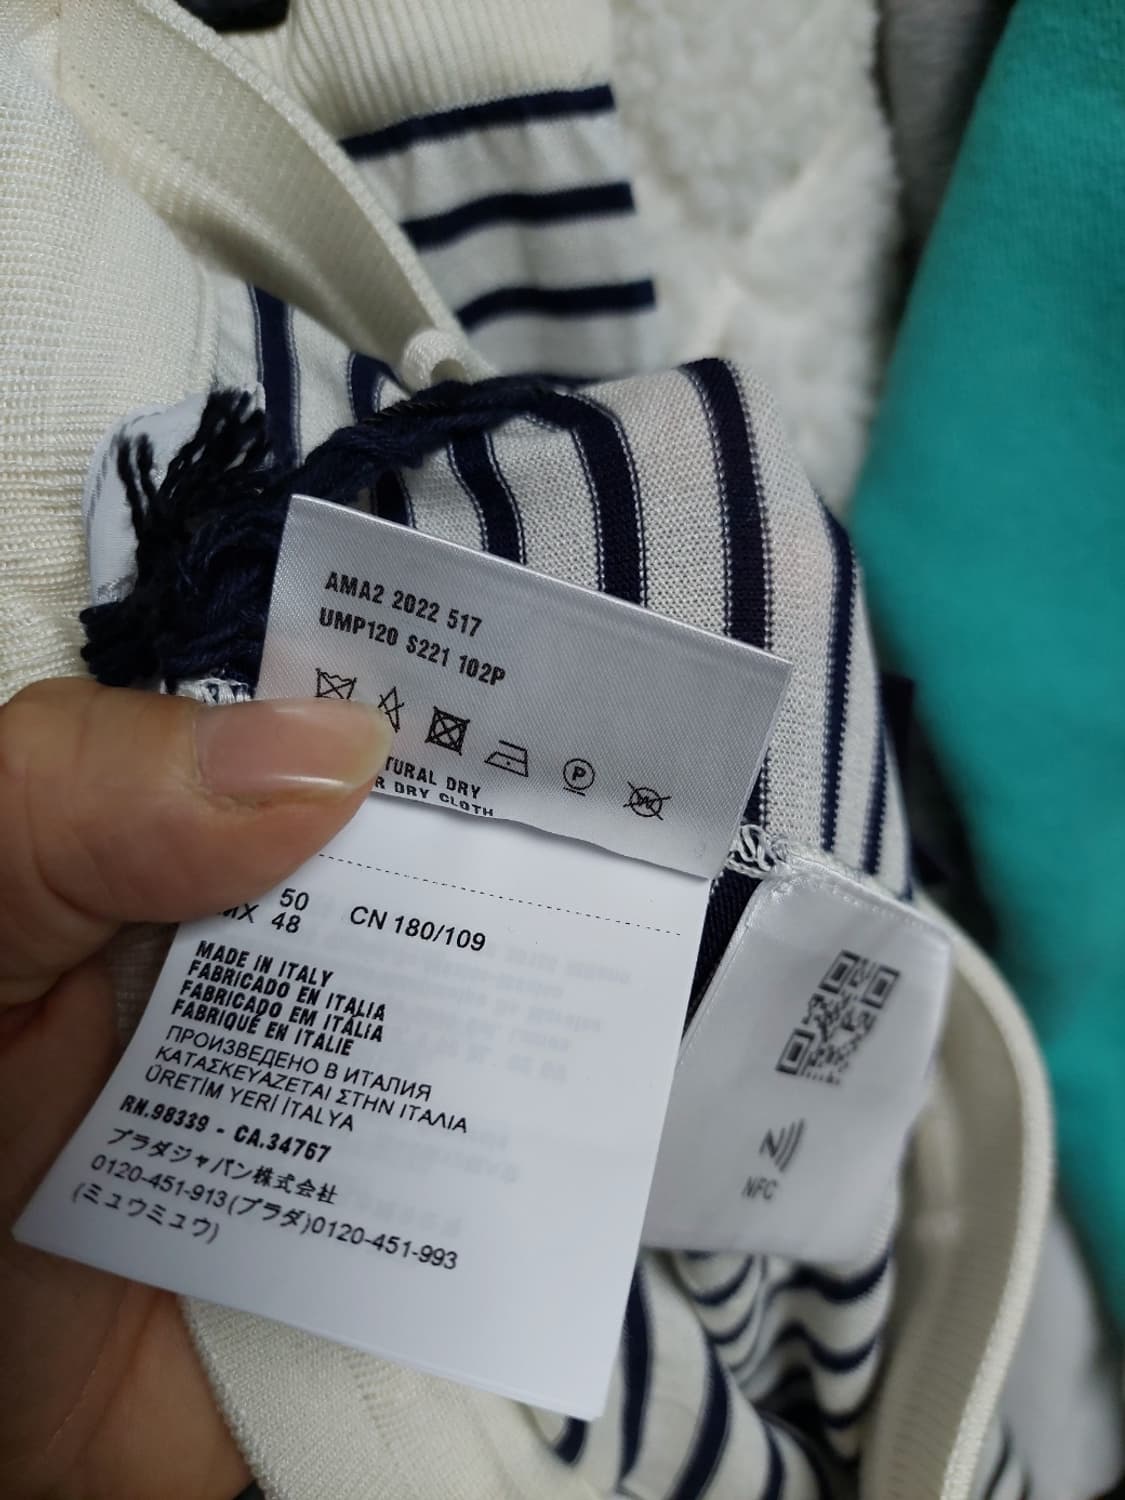 AMA2 2022 517
UMP120 S221 102P
P
W
TURAL DRY
R DRY CLOTH
50
MX 48
CN 180/109
MADE IN ITALY
FABRICADO EN ITALIA
FABRICADO EM ITÁLIA
FABRIQUÉ EN ITALIE
ПРОИЗВЕДЕНО В ИТАЛИЯ
ΚΑΤΑΣΚΕΥΑΖΕΤΑΙ ΣΤΗΝ ΙΤΑΛΙΑ
ÜRETİM YERİ İTALYA
RN.98339 - CA.34767
プラダジャパン株式会社
0120-451-913(プラダ)0120-451-993
(ミュウミュウ)
NFC